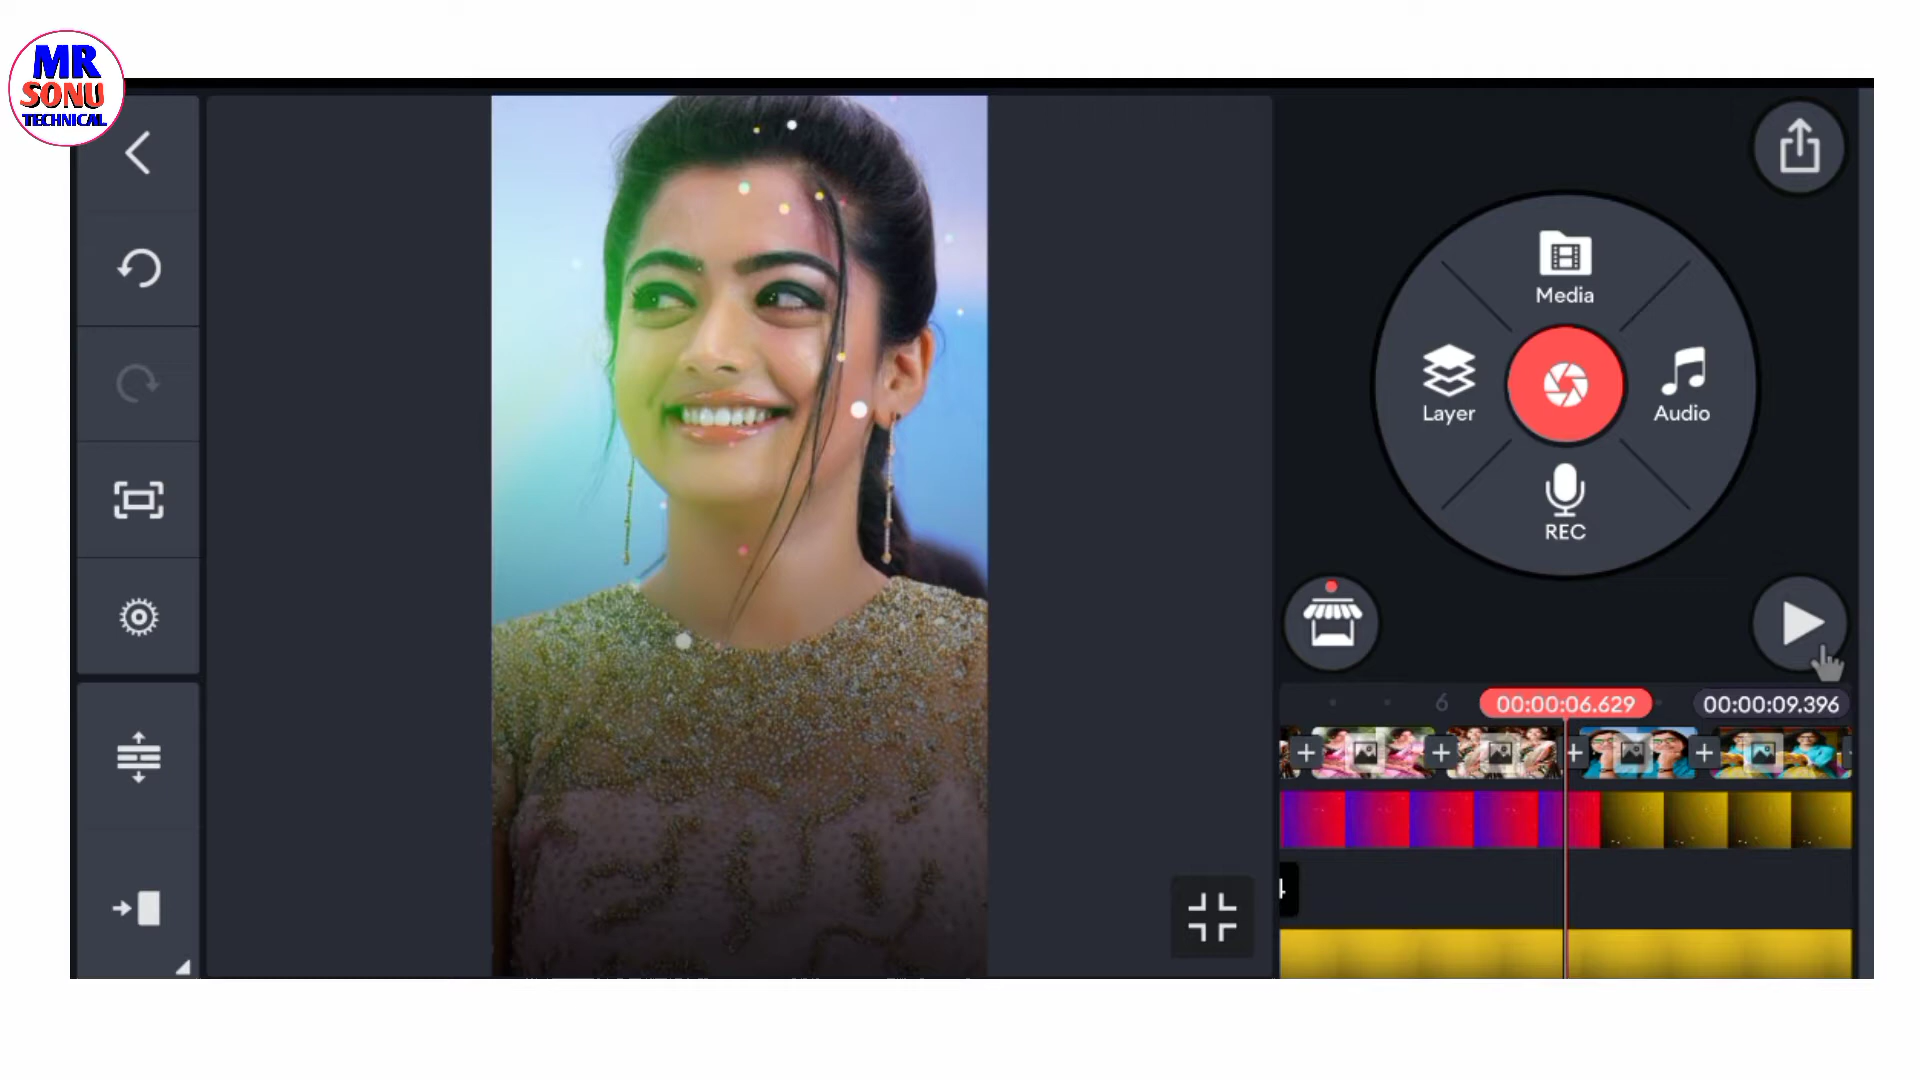 MR
SONU
TECHNICAL
Media
Layer
Audio
REC
6
00:00:06.629
00:00:09.396